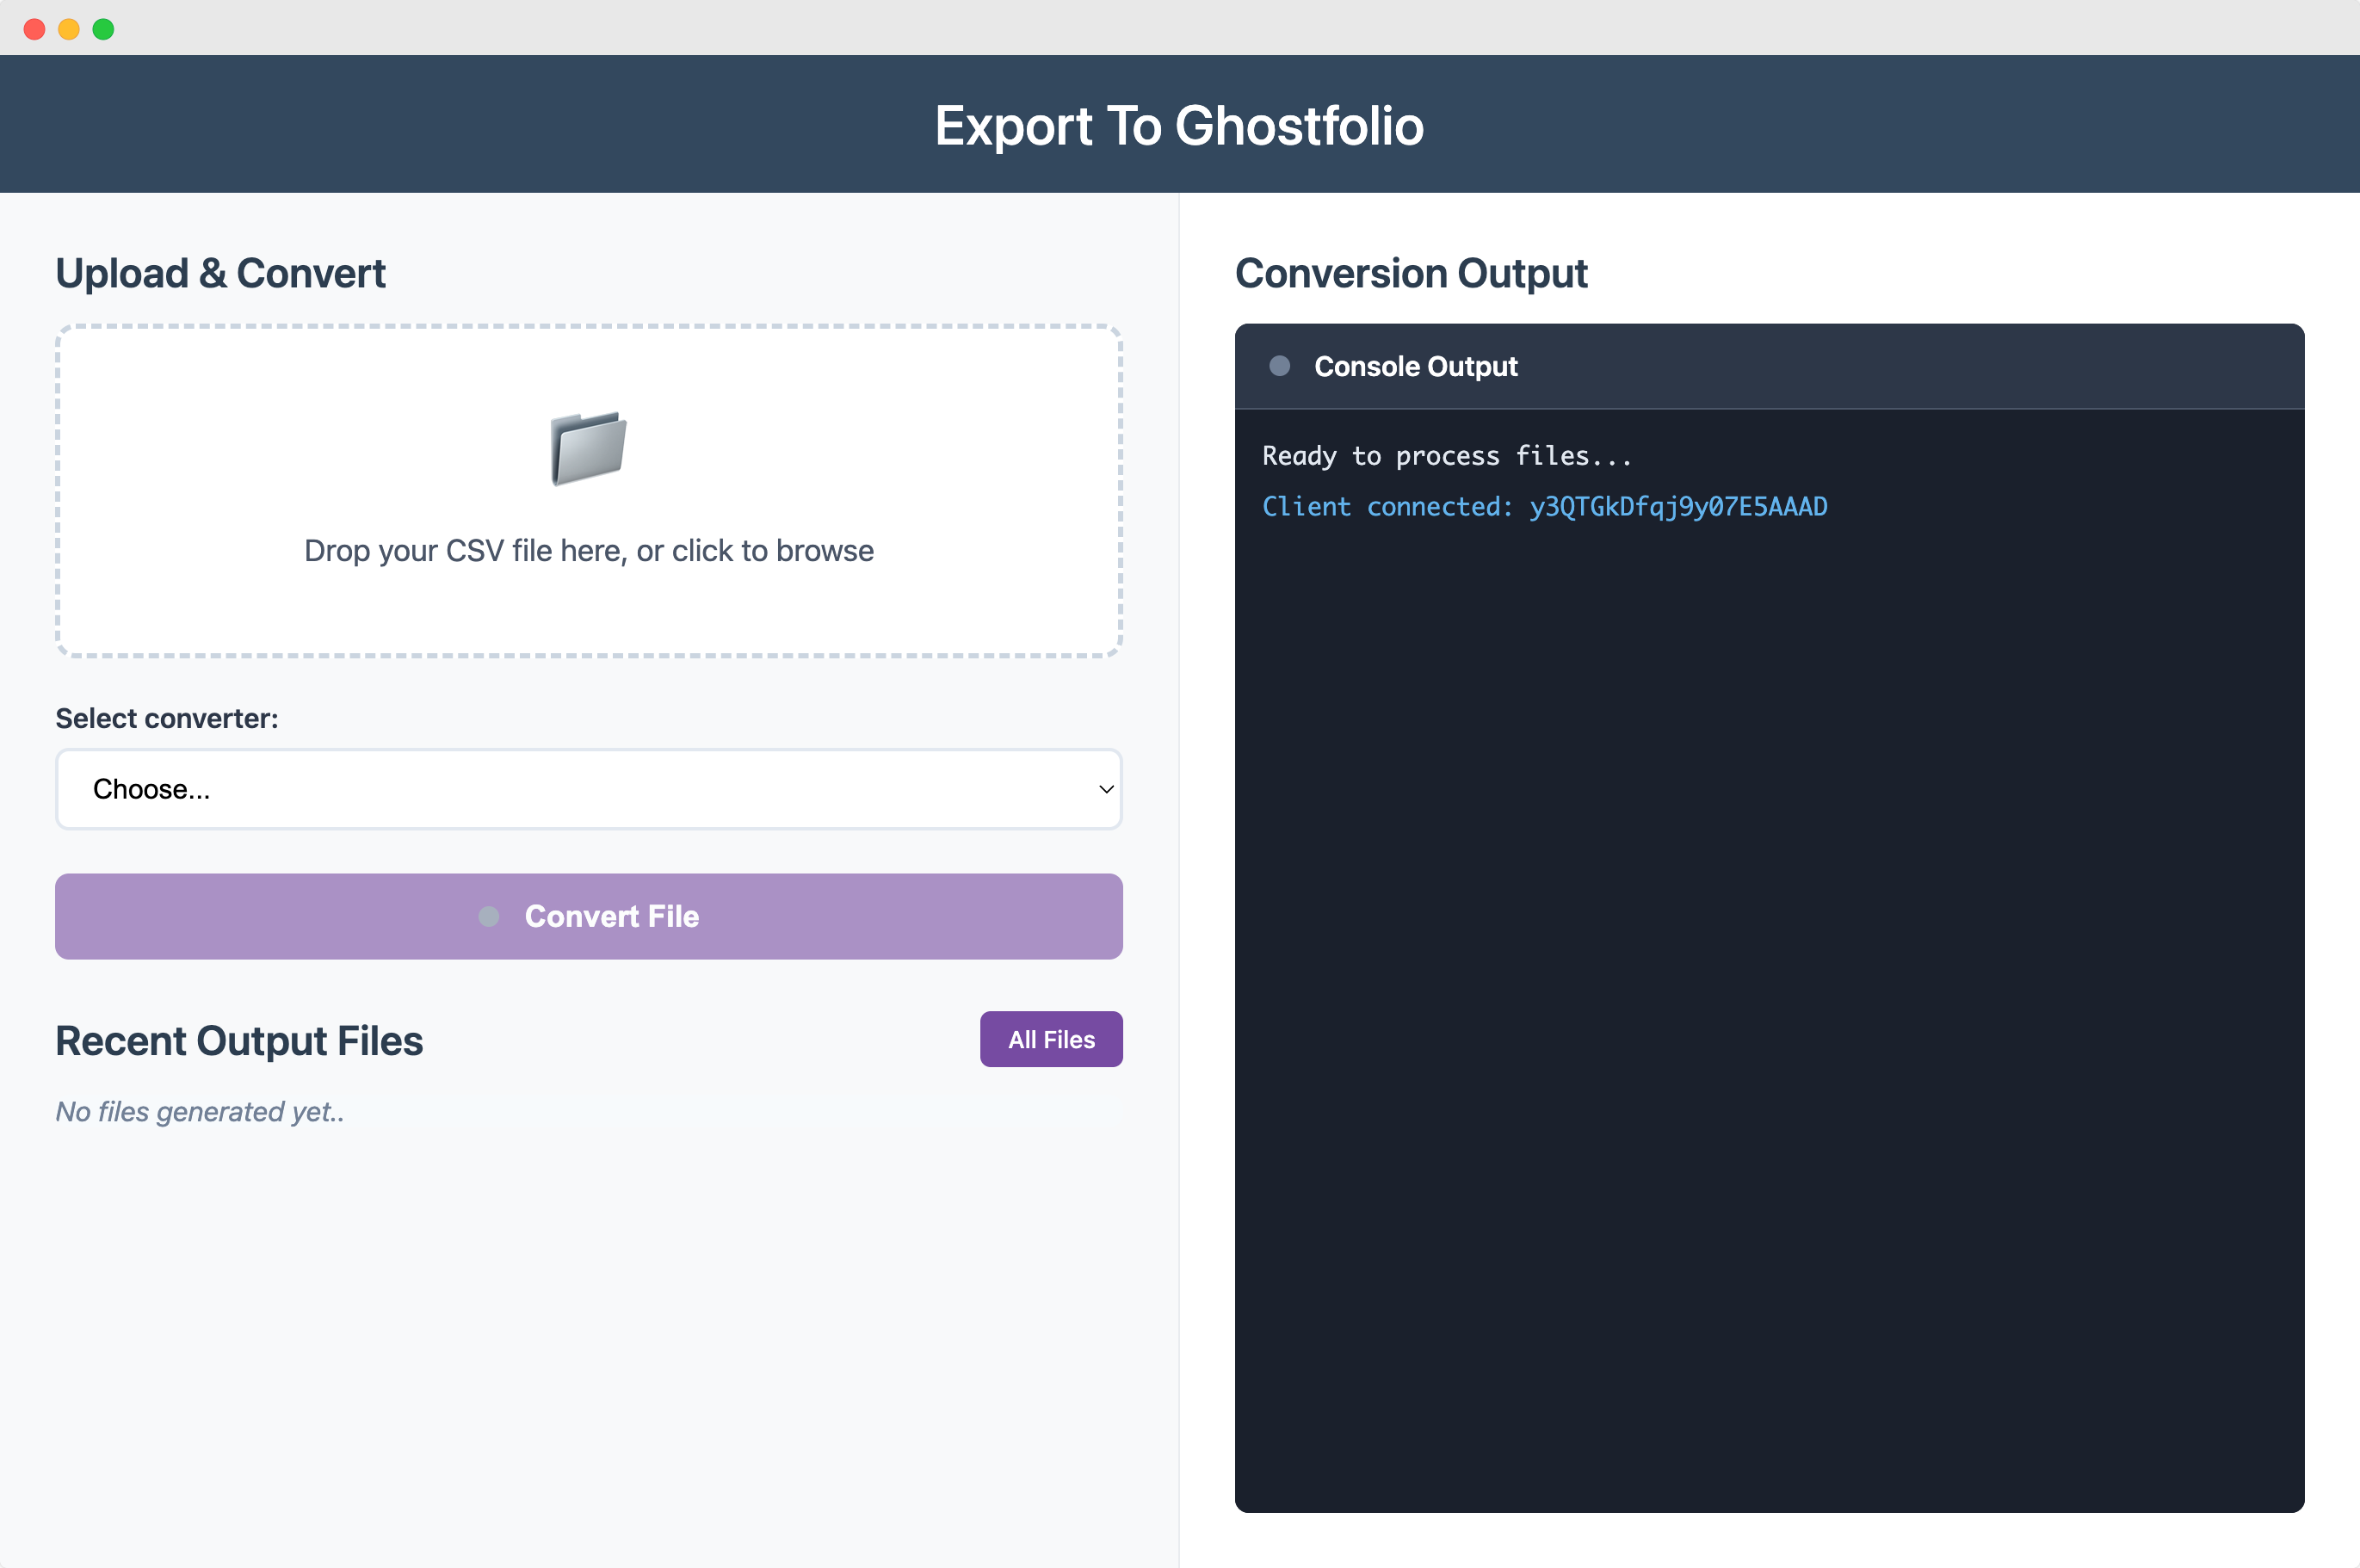 Export To Ghostfolio
Upload & Convert
Drop your CSV file here, or click to browse
Select converter:
Choose...
Convert File
Recent Output Files
All Files
No files generated yet..
Conversion Output
Console Output
Ready to process files...
Client connected: y3QTGkDfqj9y07E5AAAD